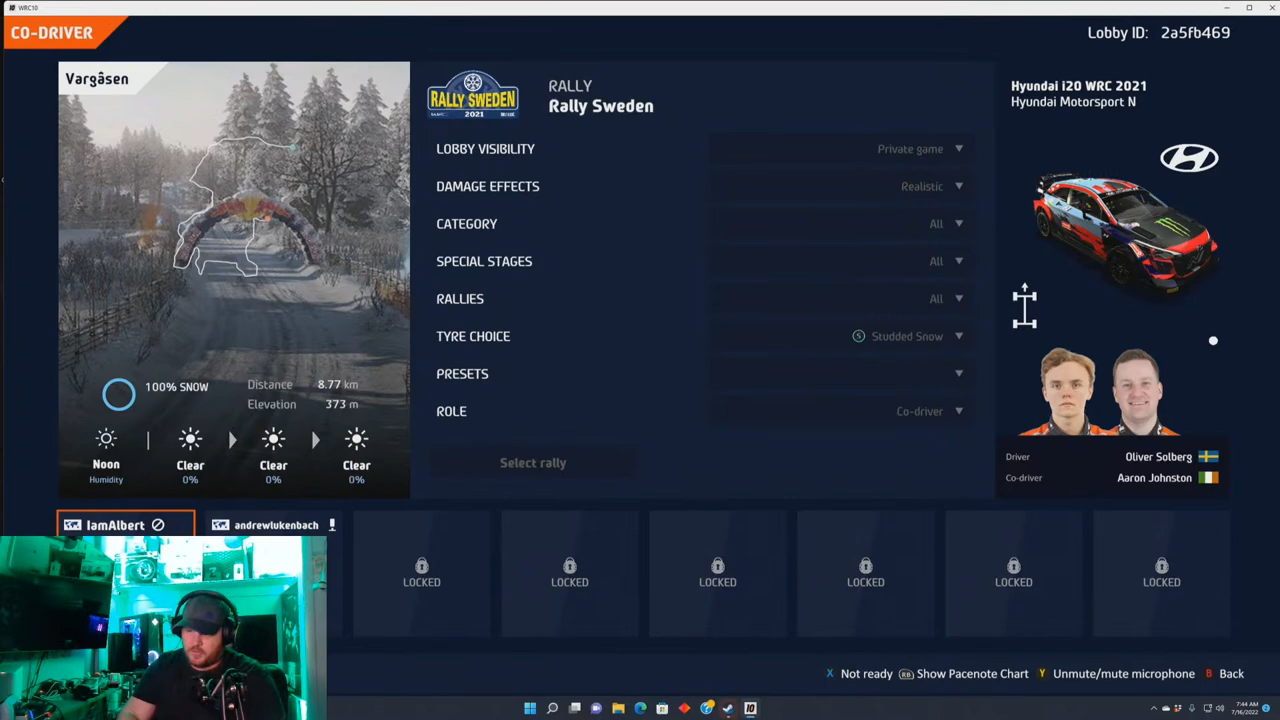 WRC10
CO-DRIVER
Lobby ID: 2a5fb469
Vargåsen
RALLY SWEDEN
2021
RALLY
Rally Sweden
LOBBY VISIBILITY Private game
DAMAGE EFFECTS Realistic
CATEGORY All
SPECIAL STAGES All
RALLIES All
TYRE CHOICE S Studded Snow
PRESETS
ROLE Co-driver
Select rally
Hyundai i20 WRC 2021
Hyundai Motorsport N
Driver Oliver Solberg
Co-driver Aaron Johnston
100% SNOW
Distance 8.77 km
Elevation 373 m
Noon Clear Clear Clear
Humidity 0% 0% 0%
IamAlbert
andrewlukenbach
LOCKED LOCKED LOCKED LOCKED LOCKED LOCKED
X Not ready RB Show Pacenote Chart Y Unmute/mute microphone B Back
10
7:44 AM
7/16/2022